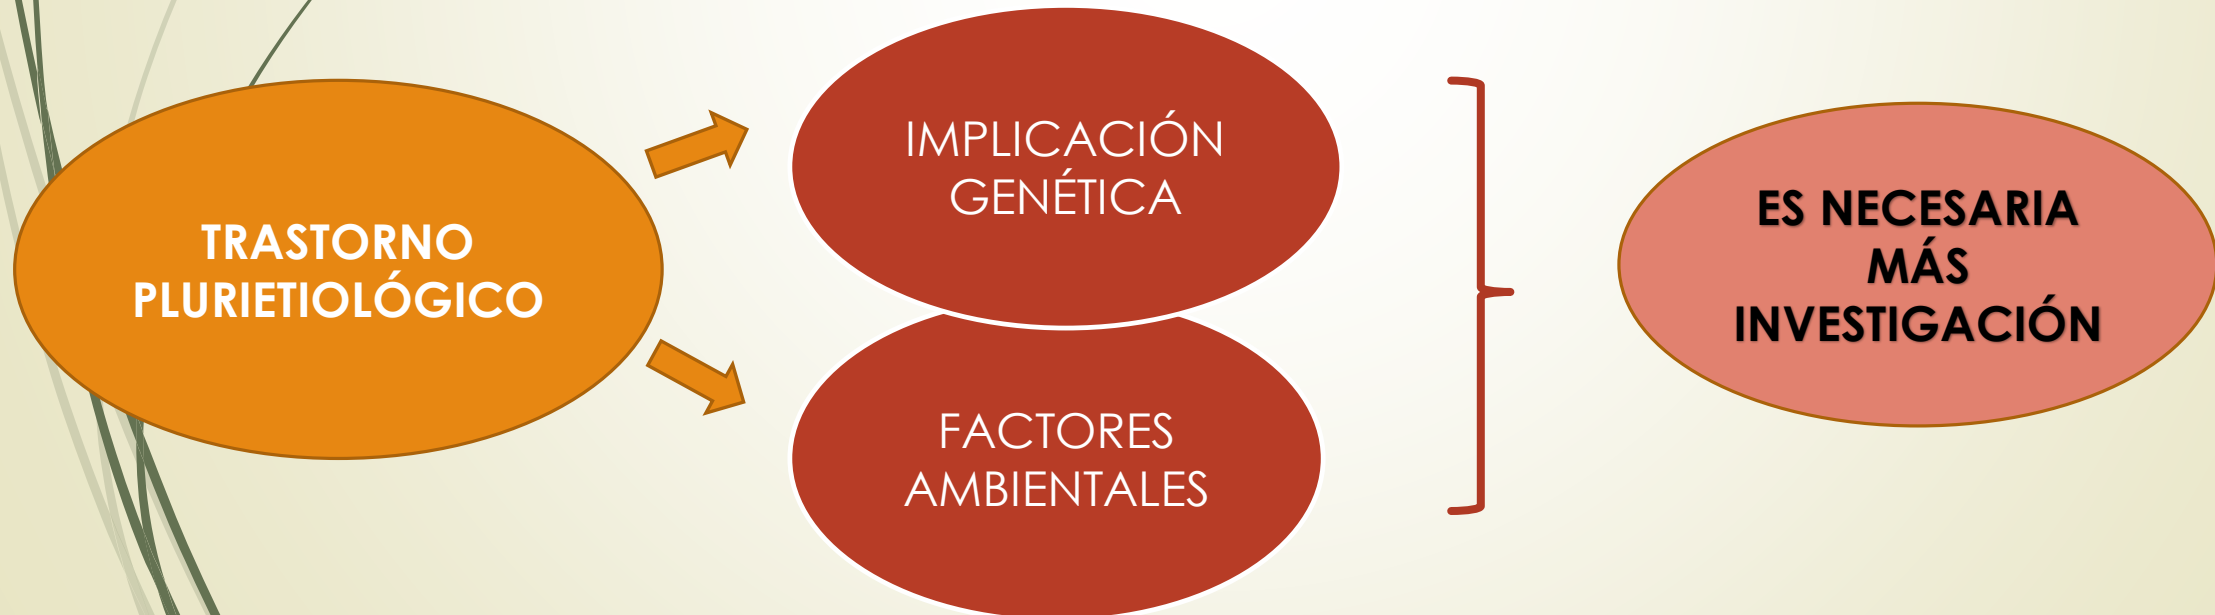 TRASTORNO
PLURIETIOLÓGICO
IMPLICACIÓN
GENÉTICA
FACTORES
AMBIENTALES
ES NECESARIA
MÁS
INVESTIGACIÓN